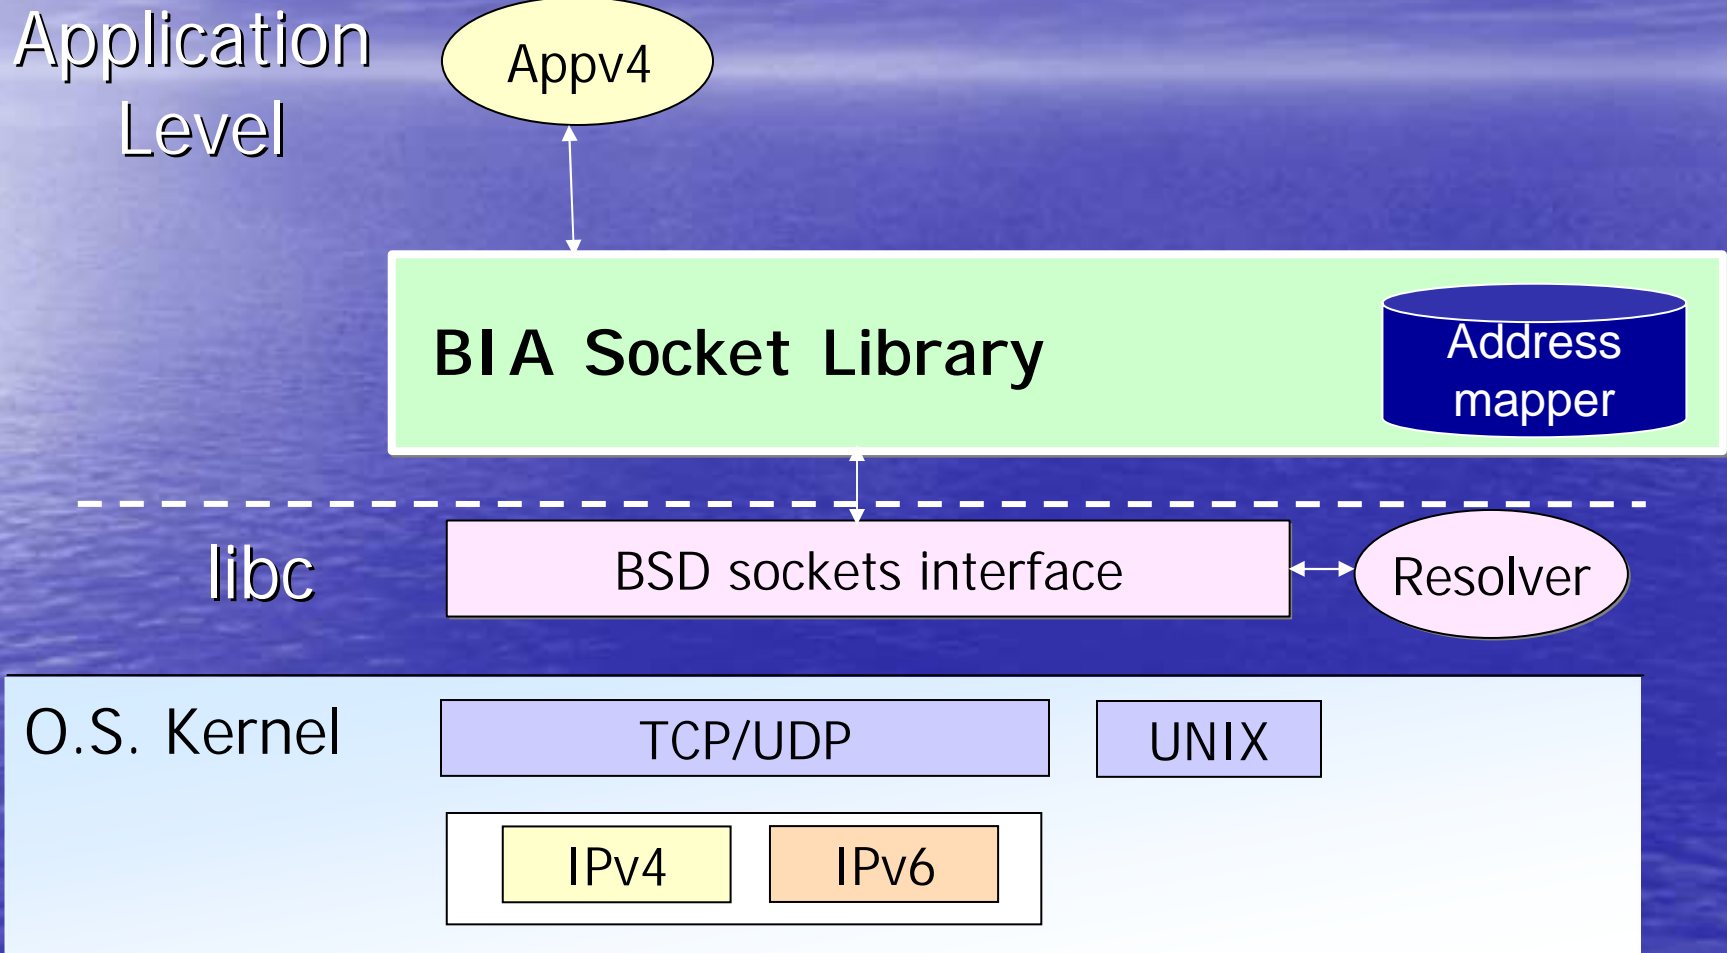 Application
Level
Appv4
BIA Socket Library
Address
mapper
libc
BSD sockets interface
Resolver
O.S. Kernel
TCP/UDP
UNIX
IPv4
IPv6